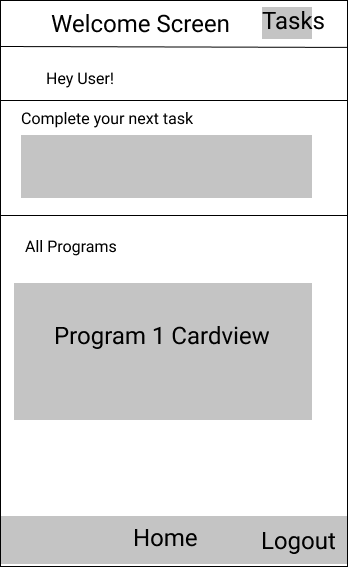 Welcome Screen
Tasks
Hey User!
Complete your next task
All Programs
Program 1 Cardview
Home
Logout